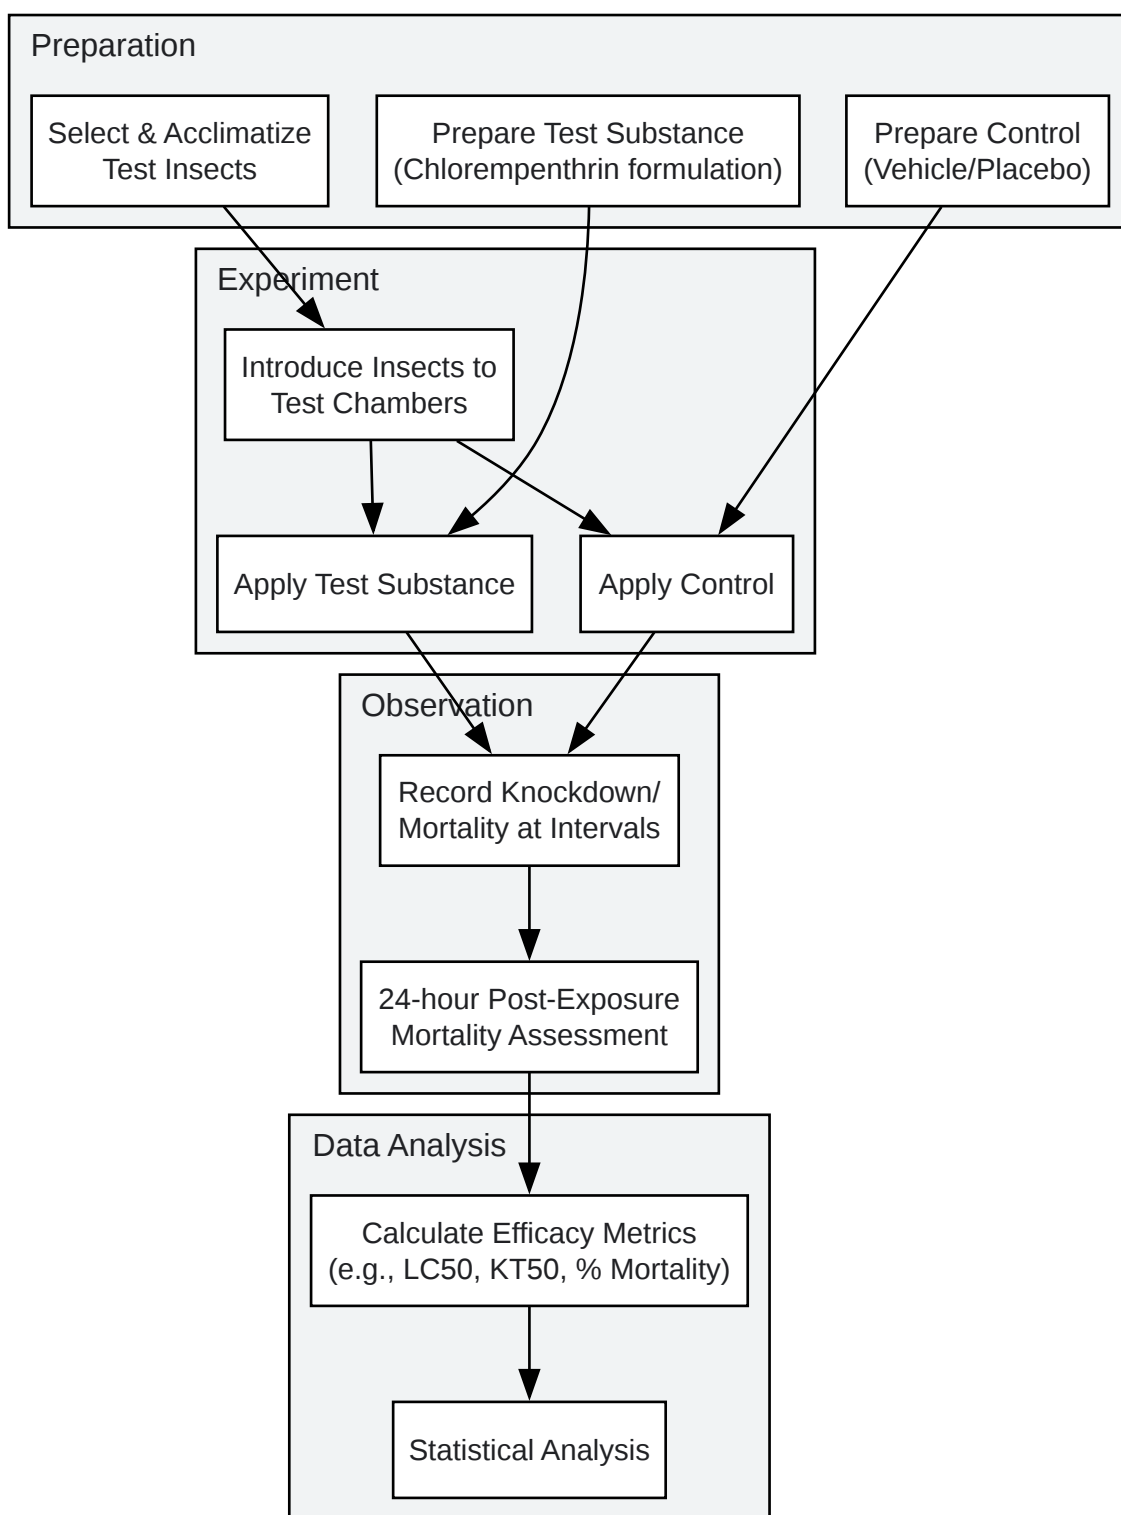 Preparation
Select & Acclimatize
Test Insects
Prepare Test Substance
(Chlorempenthrin formulation)
Prepare Control
(Vehicle/Placebo)
Experiment
Introduce Insects to
Test Chambers
Apply Test Substance
Apply Control
Observation
Record Knockdown/
Mortality at Intervals
24-hour Post-Exposure
Mortality Assessment
Data Analysis
Calculate Efficacy Metrics
(e.g., LC50, KT50, % Mortality)
Statistical Analysis